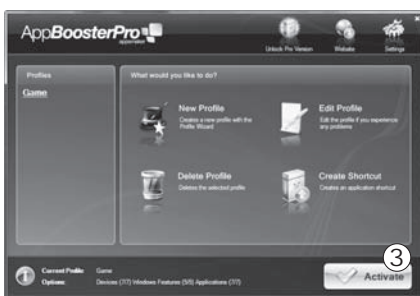 AppBoosterPro
appremaker
Unlock Pro Version
Website
Settings
Profiles
Game
What would you like to do?
New Profile
Creates a new profile with the
Profile Wizard
Edit Profile
Edit the profile if you experience
any problems
Delete Profile
Deletes the selected profile
Create Shortcut
Creates an application shortcut
3
Current Profile: Game
Options: Devices (7/7) Windows Features (5/5) Applications (7/7)
Activate